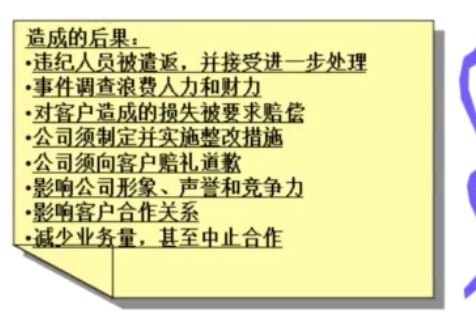 造成的后果：
•违纪人员被遣返，并接受进一步处理
•事件调查浪费人力和财力
•对客户造成的损失被要求赔偿
•公司须制定并实施整改措施
•公司须向客户赔礼道歉
•影响公司形象、声誉和竞争力
•影响客户合作关系
•减少业务量，甚至中止合作